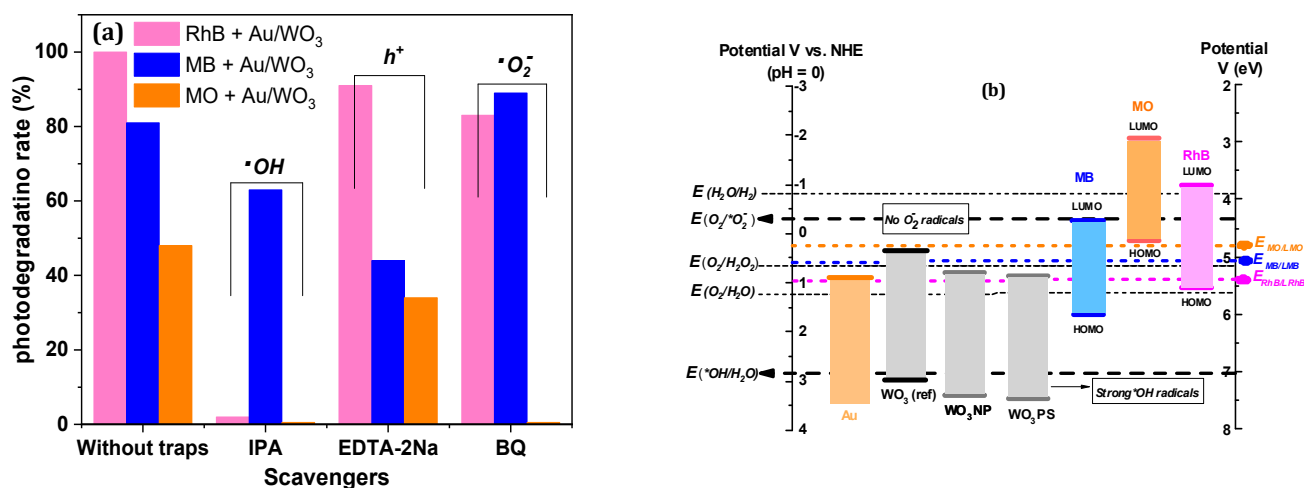 (a)
RhB + Au/WO3
MB + Au/WO3
MO + Au/WO3
h+
·O2-
·OH
photodegradatino rate (%)
100
80
60
40
20
0
Without traps
IPA
EDTA-2Na
BQ
Scavengers
Potential V vs. NHE
(pH = 0)
(b)
Potential
V (eV)
-3
-2
-1
0
1
2
3
4
2
3
4
5
6
7
8
E(H2O/H2)
E(O2/*O2-)
E(O2/H2O2)
E(O2/H2O)
E(*OH/H2O)
No O2- radicals
MO
LUMO
HOMO
RhB
LUMO
HOMO
MB
LUMO
HOMO
E MO/LMO
E MB/LMB
E RhB/LRhB
Au
WO3 (ref)
WO3 NP
WO3 PS
Strong*OH radicals